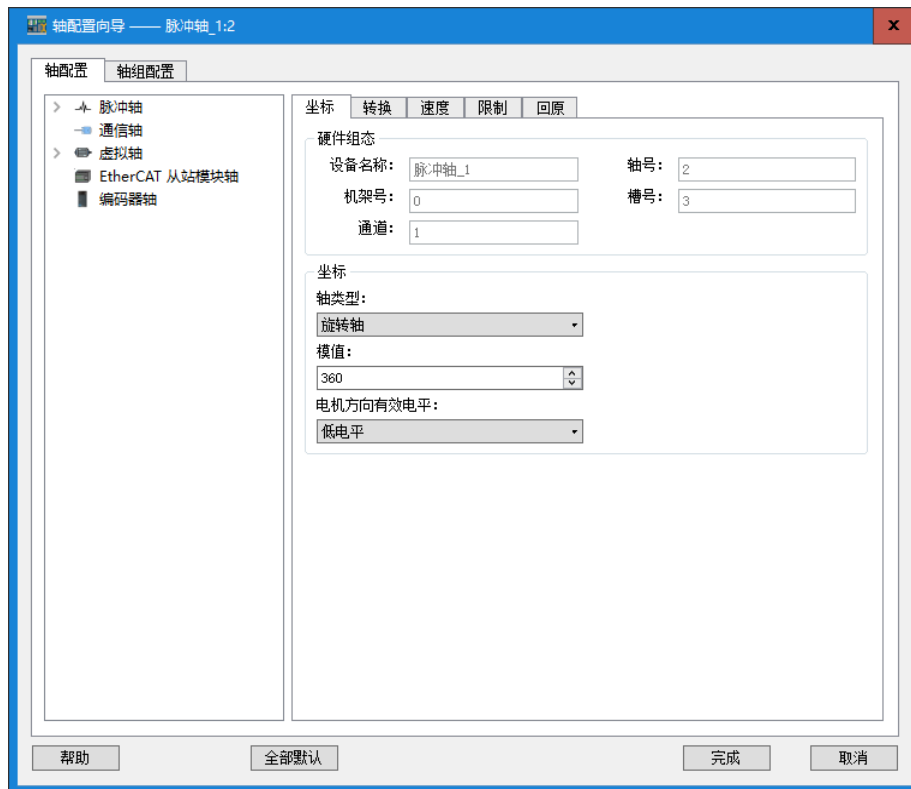 轴配置向导 —— 脉冲轴_1:2
x
轴配置 轴组配置
脉冲轴
通信轴
虚拟轴
EtherCAT 从站模块轴
编码器轴
坐标 转换 速度 限制 回原
硬件组态
设备名称: 脉冲轴_1 轴号: 2
机架号: 0 槽号: 3
通道: 1
坐标
轴类型:
旋转轴
模值:
360
电机方向有效电平:
低电平
帮助 全部默认 完成 取消